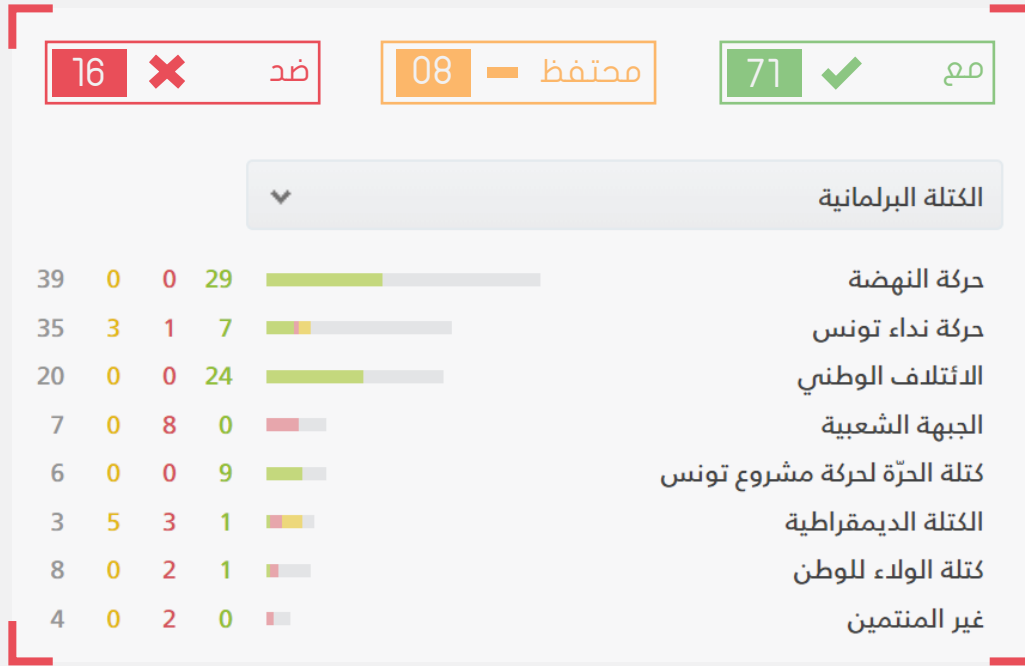 مع 71
محتفظ 08
ضد 16
الكتلة البرلمانية
حركة النهضة 29 0 0 39
حركة نداء تونس 7 1 3 35
الائتلاف الوطني 24 0 0 20
الجبهة الشعبية 0 8 0 7
كتلة الحرّة لحركة مشروع تونس 9 0 0 6
الكتلة الديمقراطية 1 3 5 3
كتلة الولاء للوطن 1 2 0 8
غير المنتمين 0 2 0 4